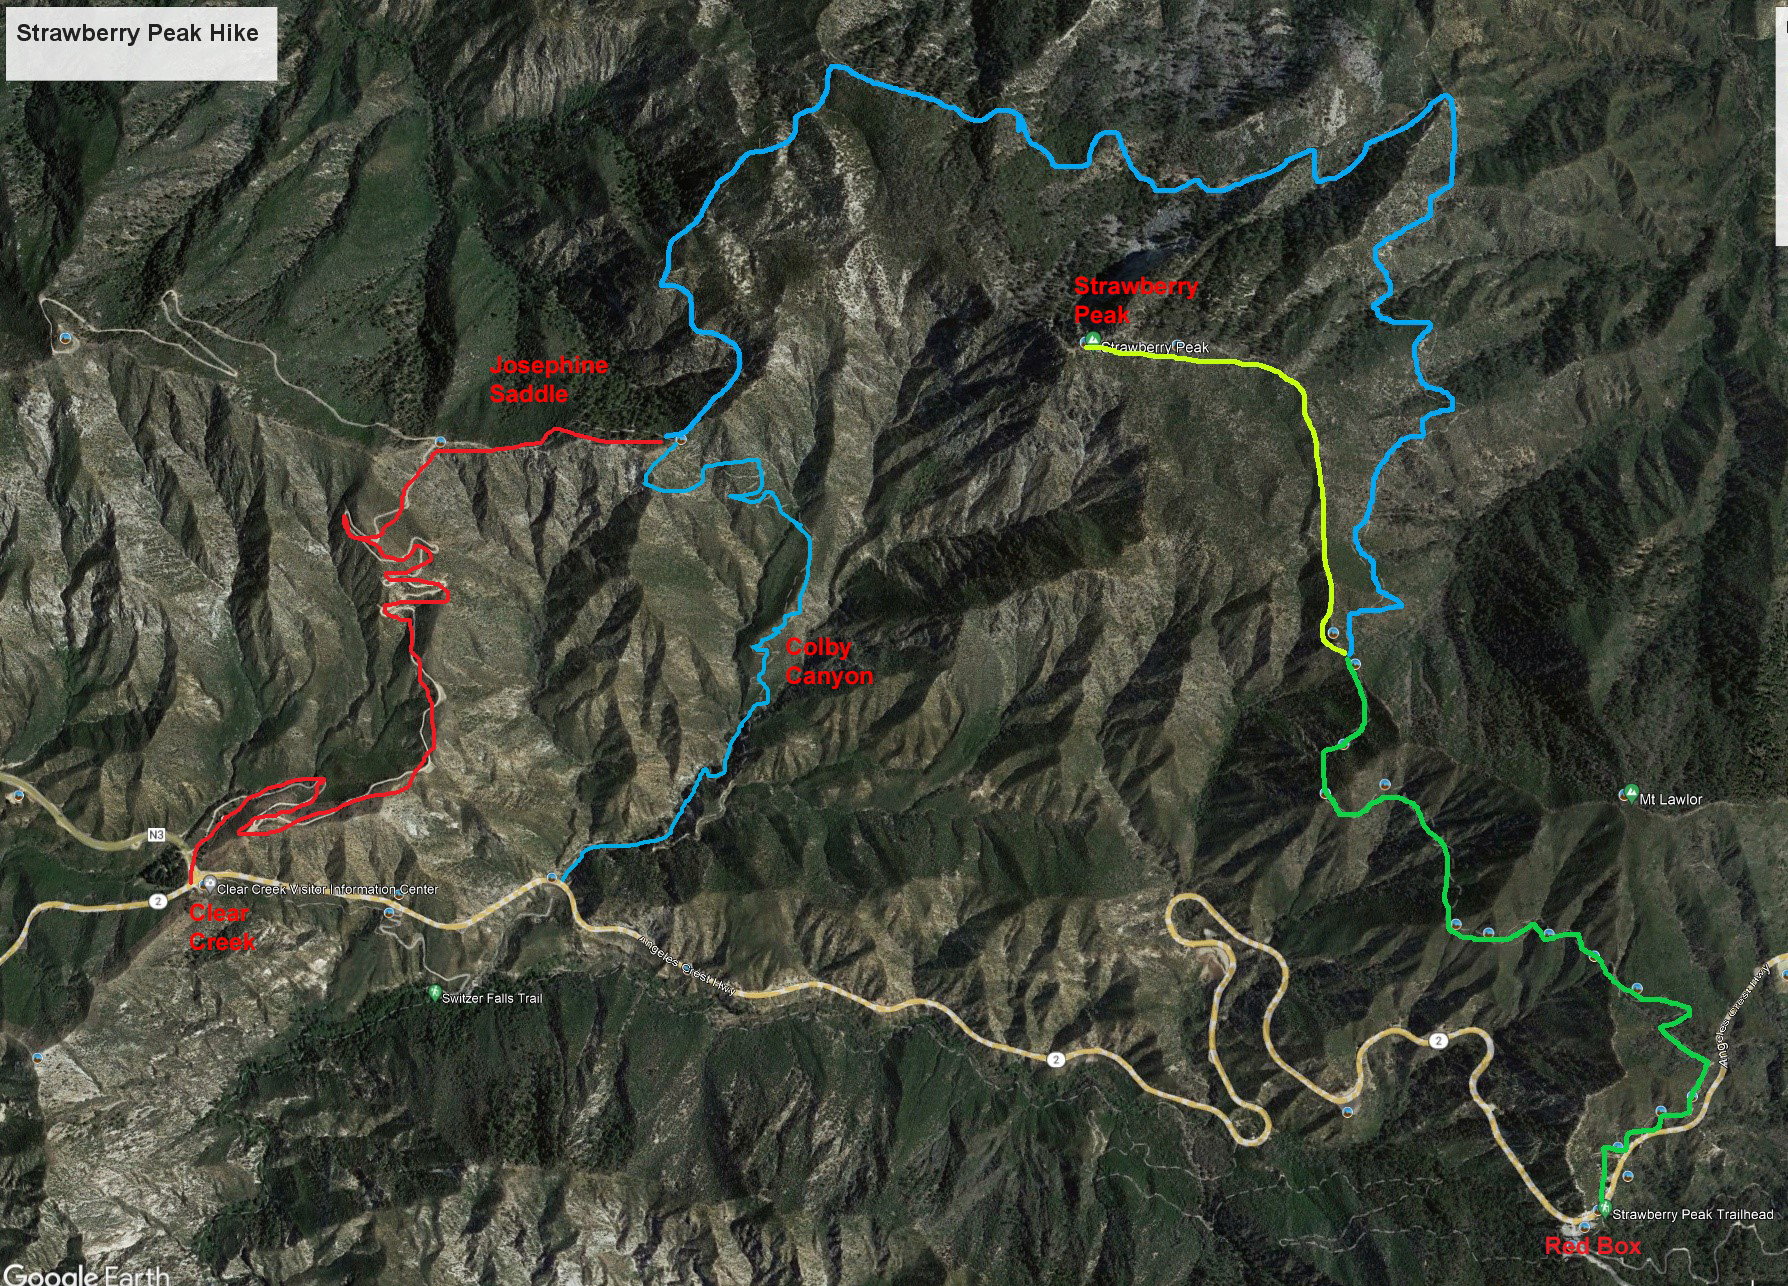 Strawberry Peak Hike
Strawberry
Peak
Strawberry Peak
Josephine
Saddle
Colby
Canyon
Mt Lawlor
N3
2
Clear Creek Visitor Information Center
Clear
Creek
Angeles Crest Hwy
Switzer Falls Trail
2
2
Angeles Crest Hwy
Strawberry Peak Trailhead
Red Box
Google Earth